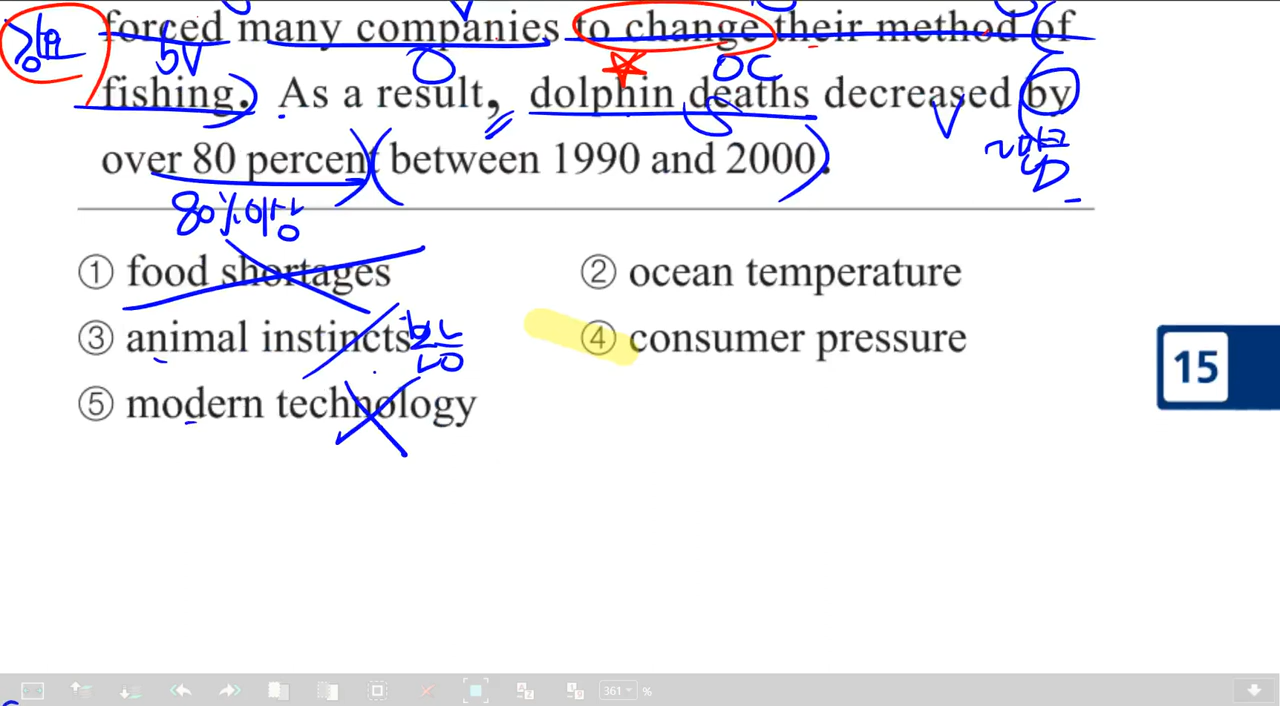 forced many companies to change their method of
5V O OC
fishing. As a result, dolphin deaths decreased by
S V
over 80 percent between 1990 and 2000.
80%이상
① food shortages ② ocean temperature
③ animal instincts 본능 ④ consumer pressure
⑤ modern technology
15
361 %